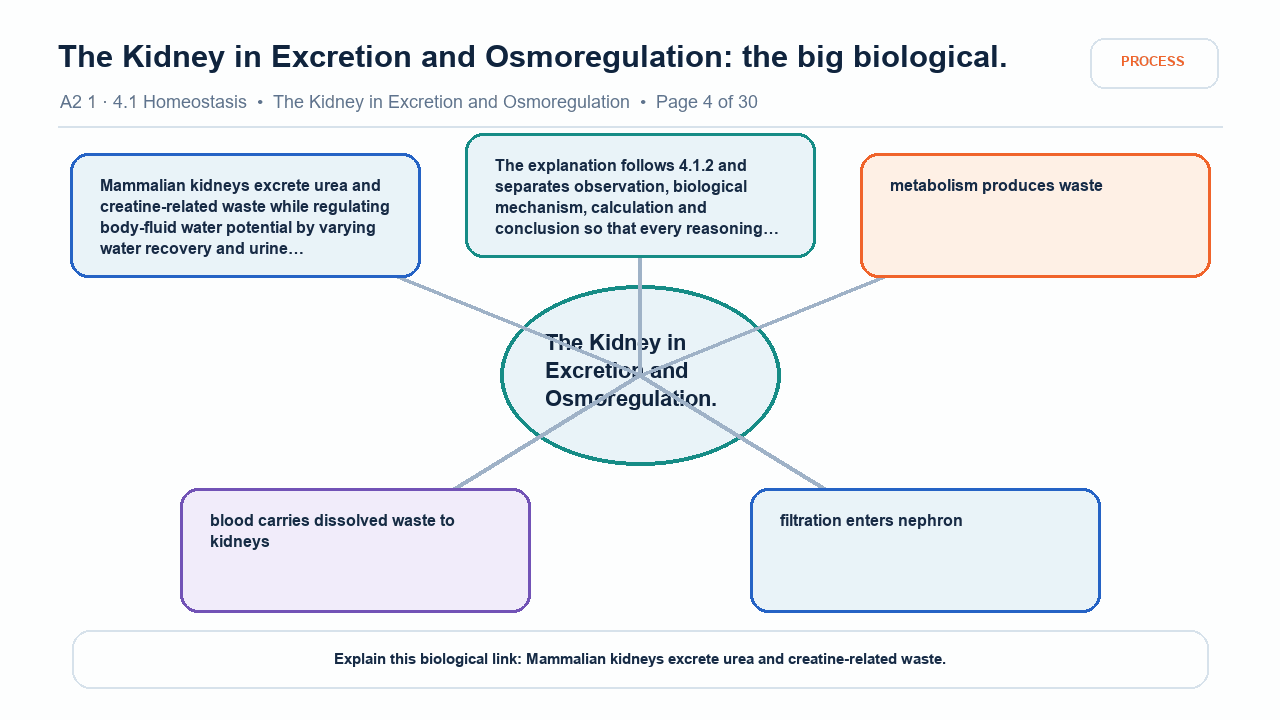 The Kidney in Excretion and Osmoregulation: the big biological.
PROCESS
A2 1 · 4.1 Homeostasis • The Kidney in Excretion and Osmoregulation • Page 4 of 30
Mammalian kidneys excrete urea and
creatine-related waste while regulating
body-fluid water potential by varying
water recovery and urine…
The explanation follows 4.1.2 and
separates observation, biological
mechanism, calculation and
conclusion so that every reasoning…
metabolism produces waste
The Kidney in
Excretion and
Osmoregulation.
blood carries dissolved waste to
kidneys
filtration enters nephron
Explain this biological link: Mammalian kidneys excrete urea and creatine-related waste.